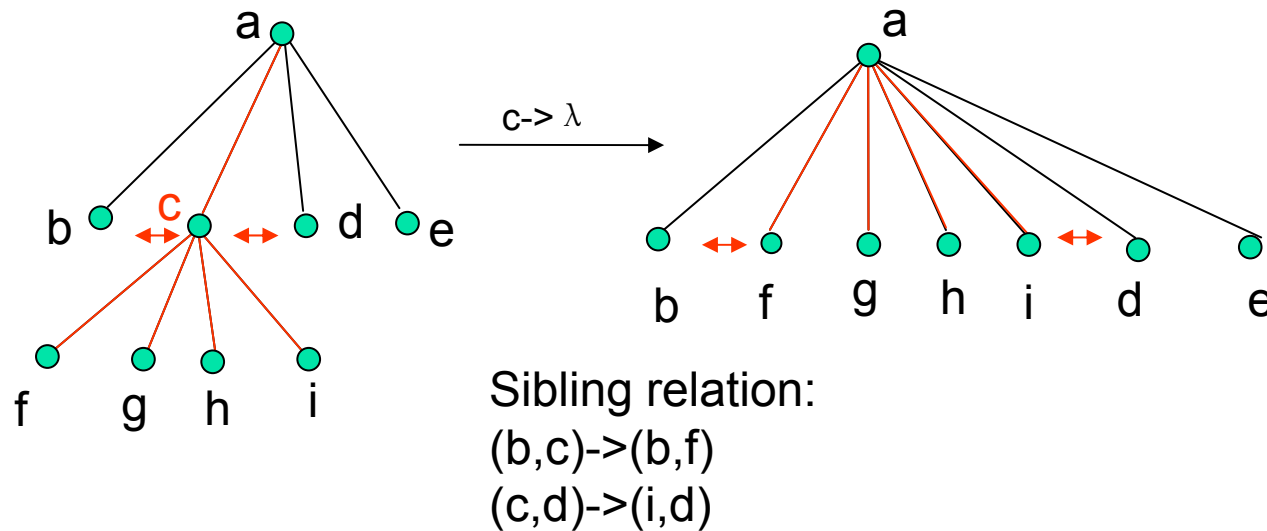 a
a
c-> λ
b
c
d
e
b
f
g
h
i
d
e
f
g
h
i
Sibling relation:
(b,c)->(b,f)
(c,d)->(i,d)